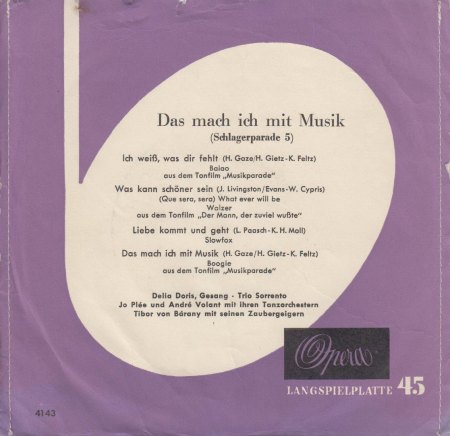 Das mach ich mit Musik
(Schlagerparade 5)
Ich weiß, was dir fehlt (H. Gaze/H. Gietz-K. Feltz)
Baiao
aus dem Tonfilm „Musikparade"
Was kann schöner sein (J. Livingston/Evans-W. Cypris)
(Que sera, sera) What ever will be
Walzer
aus dem Tonfilm „Der Mann, der zuviel wußte"
Liebe kommt und geht (L. Paasch-K. H. Moll)
Slowfox
Das mach ich mit Musik (H. Gaze/H. Gietz-K. Feltz)
Boogie
aus dem Tonfilm „Musikparade"
Delia Doris, Gesang - Trio Sorrento
Jo Plée und André Volant mit ihren Tanzorchestern
Tibor von Bárany mit seinen Zaubergeigern
Opera
LANGSPIELPLATTE 45
4143